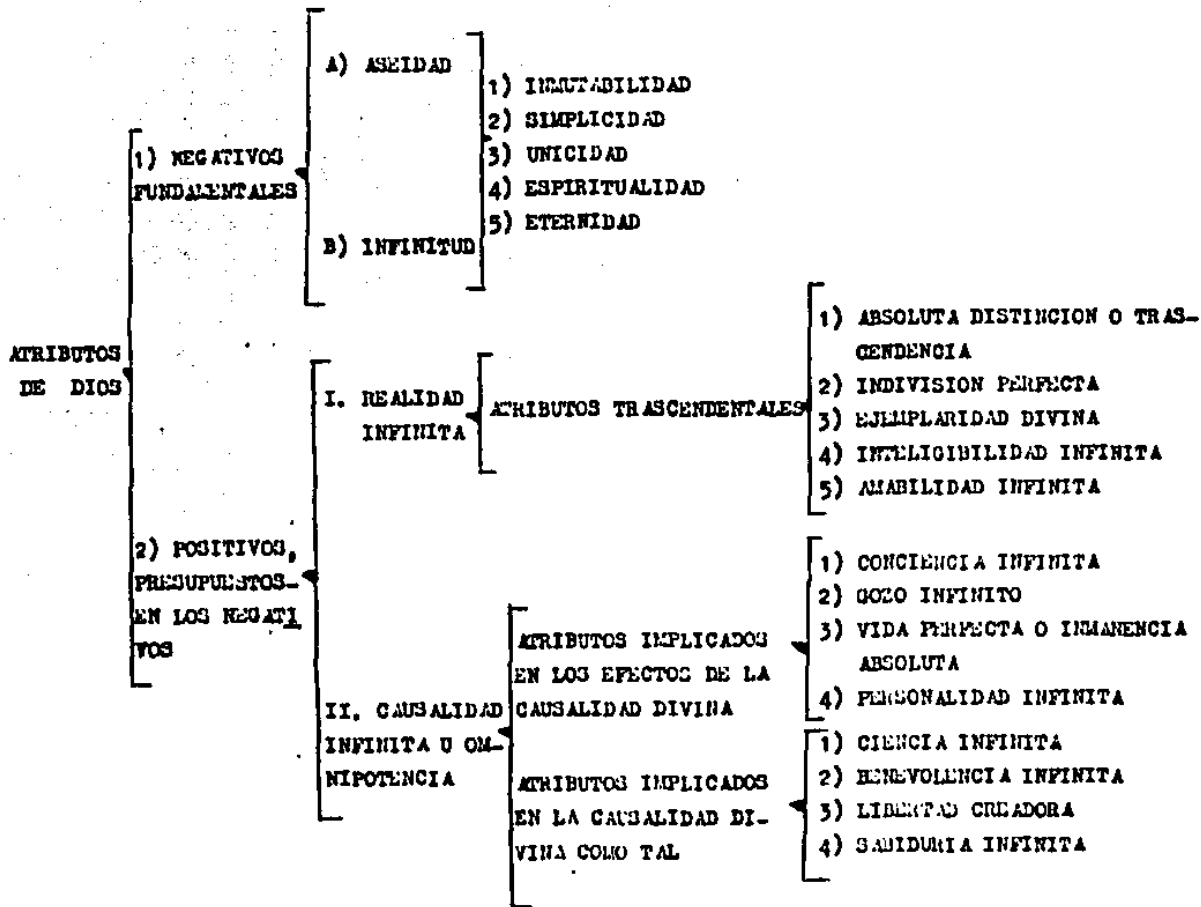 ATRIBUTOS
DE DIOS
1) NEGATIVOS
FUNDAMENTALES
A) ASEIDAD
B) INFINITUD
1) INMUTABILIDAD
2) SIMPLICIDAD
3) UNICIDAD
4) ESPIRITUALIDAD
5) ETERNIDAD
2) POSITIVOS,
PRESUPUESTOS-
EN LOS NEGATI
VOS
I. REALIDAD
INFINITA
ATRIBUTOS TRASCENDENTALES
1) ABSOLUTA DISTINCION O TRAS-
CENDENCIA
2) INDIVISION PERFECTA
3) EJEMPLARIDAD DIVINA
4) INTELIGIBILIDAD INFINITA
5) AMABILIDAD INFINITA
II. CAUSALIDAD
INFINITA U OM-
NIPOTENCIA
ATRIBUTOS IMPLICADOS
EN LOS EFECTOS DE LA
CAUSALIDAD DIVINA
1) CONCIENCIA INFINITA
2) GOZO INFINITO
3) VIDA PERFECTA O INMANENCIA
ABSOLUTA
4) PERSONALIDAD INFINITA
ATRIBUTOS IMPLICADOS
EN LA CAUSALIDAD DI-
VINA COMO TAL
1) CIENCIA INFINITA
2) BENEVOLENCIA INFINITA
3) LIBERTAD CREADORA
4) SABIDURIA INFINITA